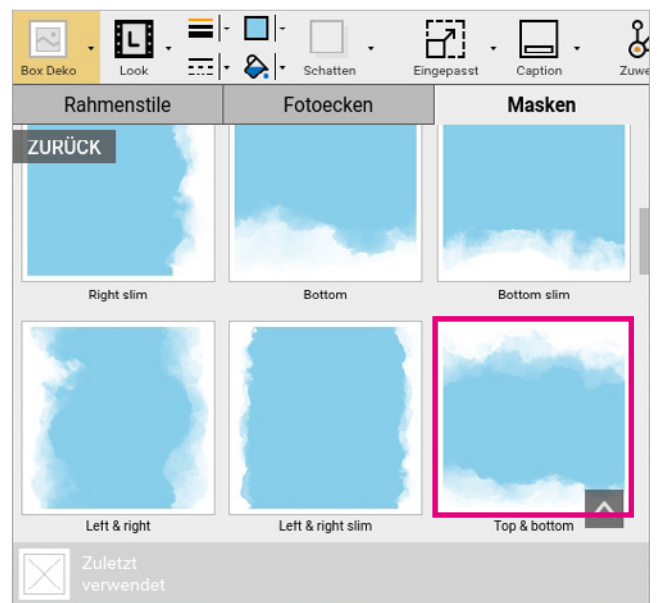 L
Box Deko
Look
Schatten
Eingepasst
Caption
Zuwe
Rahmenstile
Fotoecken
Masken
ZURÜCK
Right slim
Bottom
Bottom slim
Left & right
Left & right slim
Top & bottom
Zuletzt
verwendet